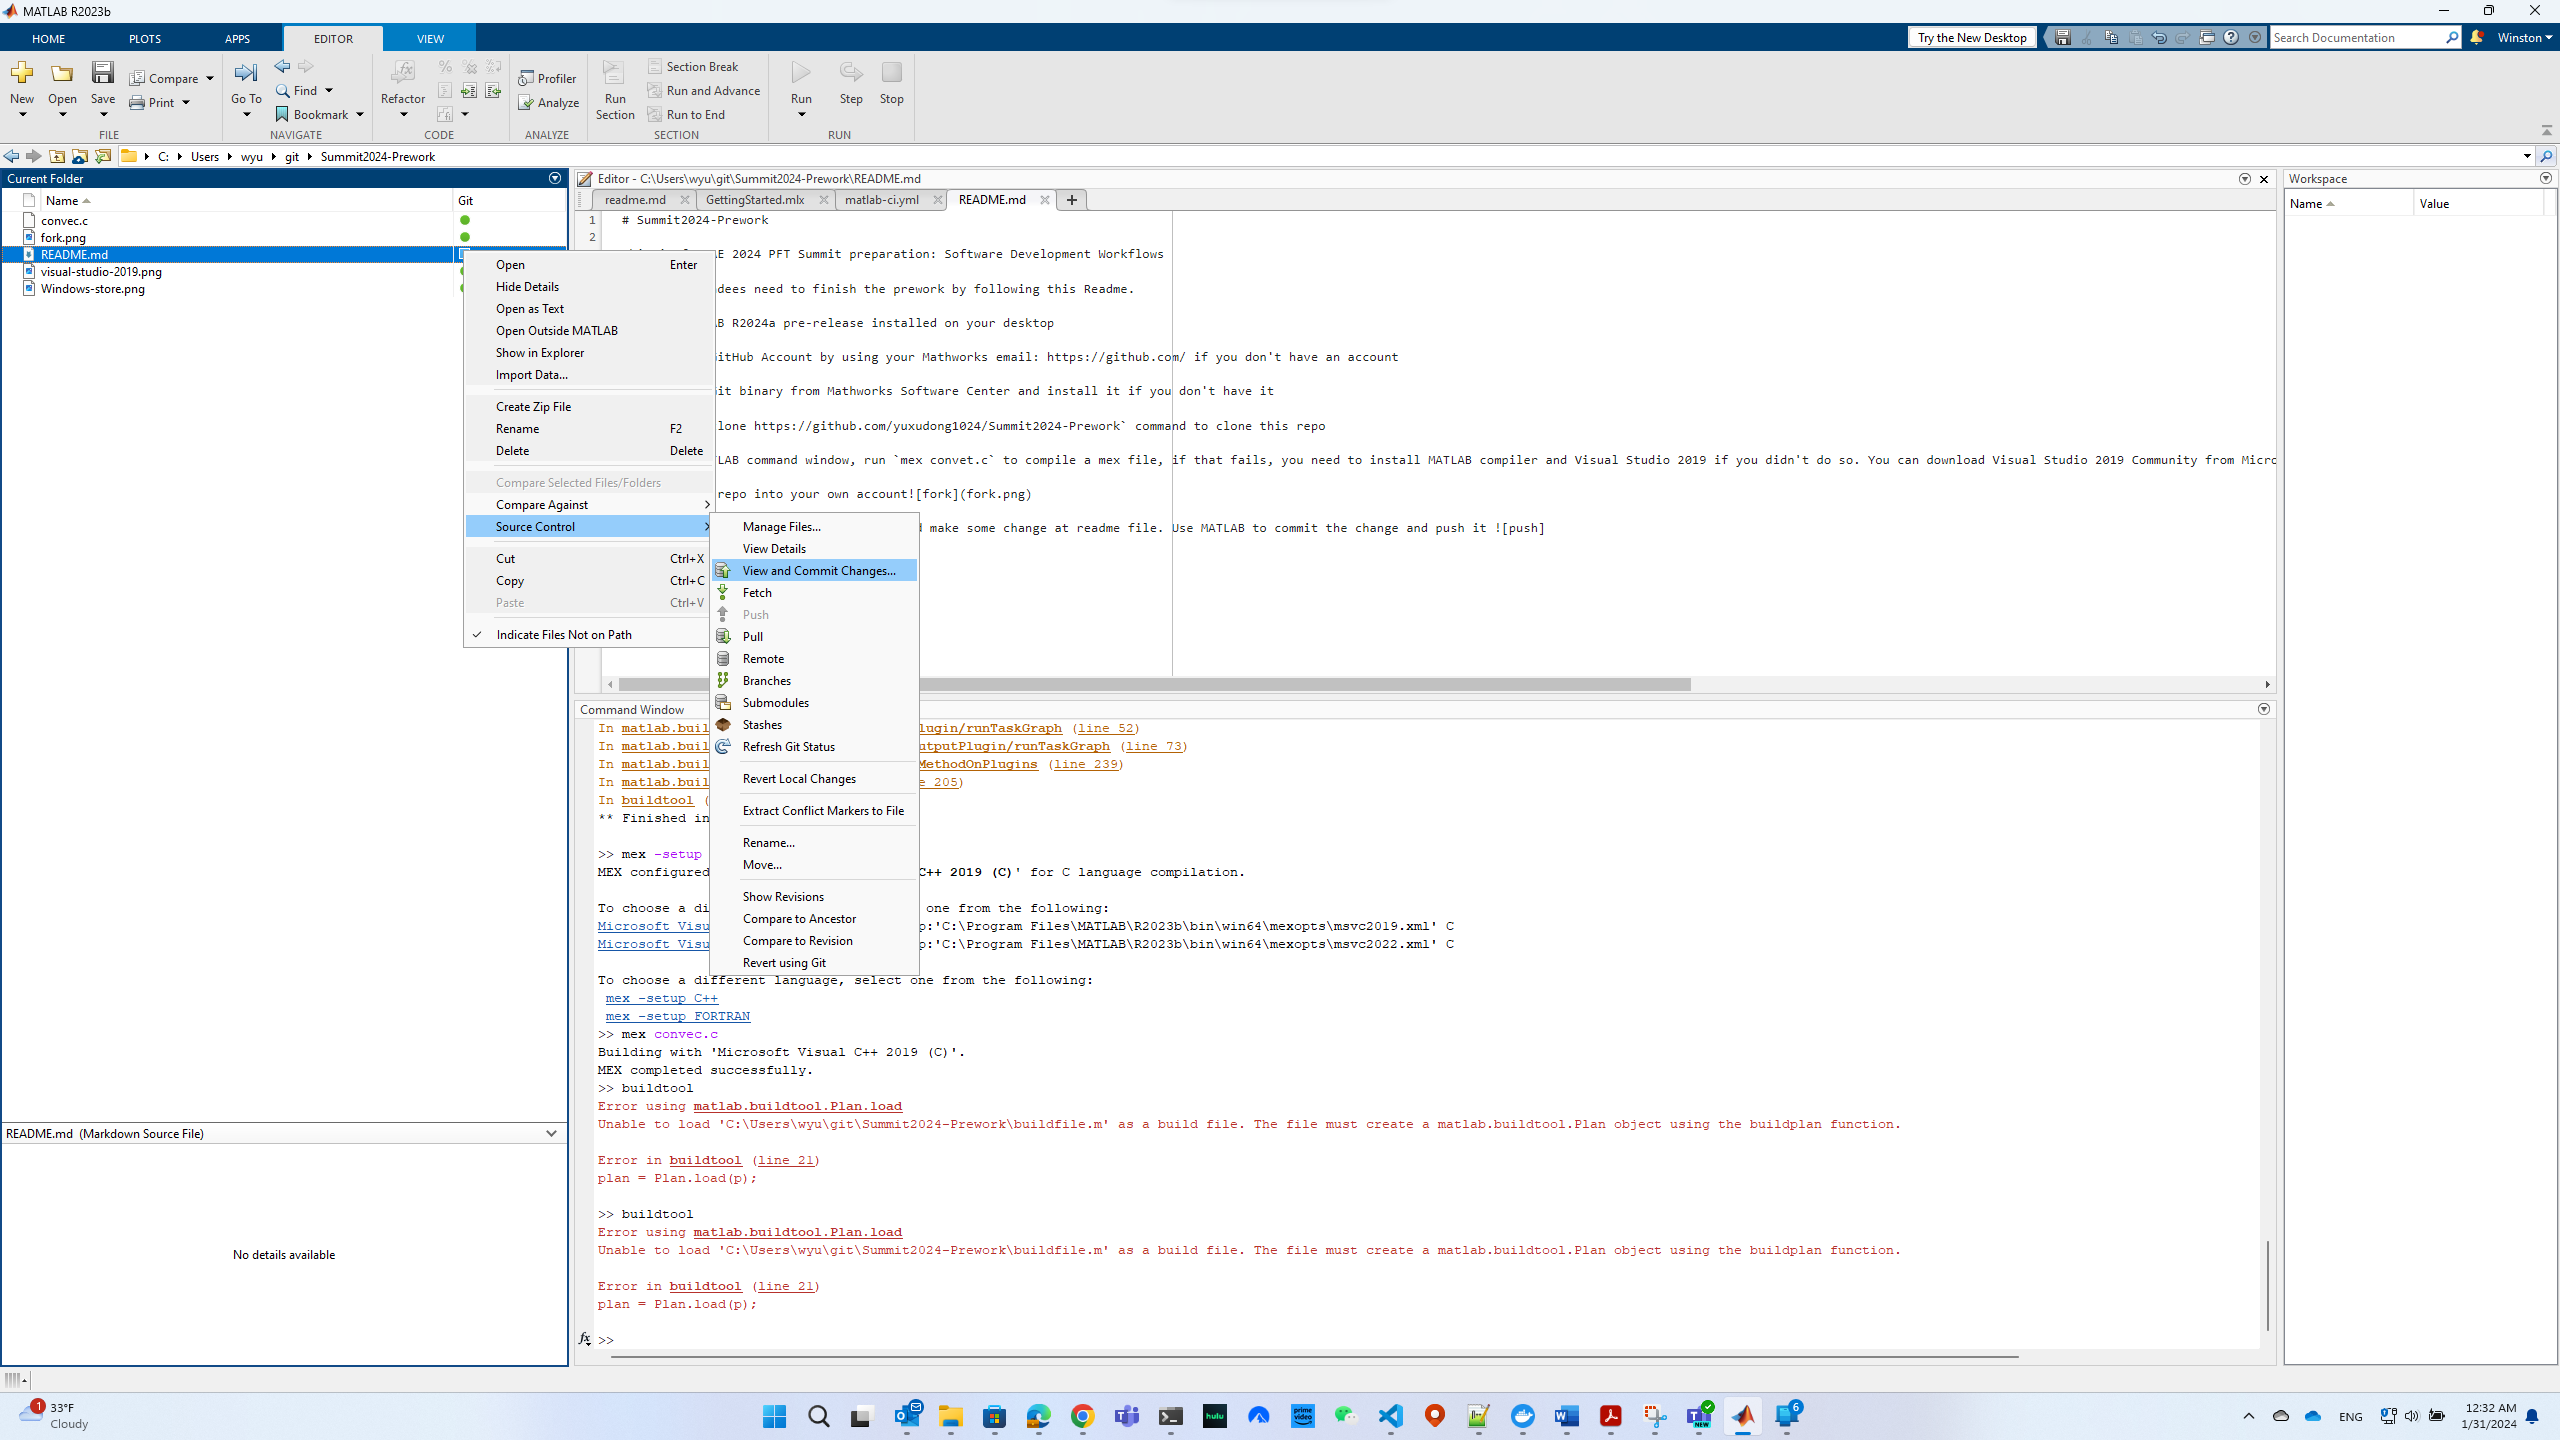 MATLAB R2023b
HOME PLOTS APPS EDITOR VIEW
Try the New Desktop
Search Documentation
Winston
New
Open
Save
Compare
Print
FILE
Go To
Find
Bookmark
NAVIGATE
Refactor
CODE
Profiler
Analyze
ANALYZE
Run Section
Section Break
Run and Advance
Run to End
SECTION
Run
Step
Stop
RUN
C: Users wyu git Summit2024-Prework
Current Folder
Name Git
convec.c
fork.png
README.md
visual-studio-2019.png
Windows-store.png
Open Enter
Hide Details
Open as Text
Open Outside MATLAB
Show in Explorer
Import Data...
Create Zip File
Rename F2
Delete Delete
Compare Selected Files/Folders
Compare Against
Source Control
Cut Ctrl+X
Copy Ctrl+C
Paste Ctrl+V
Indicate Files Not on Path
Manage Files...
View Details
View and Commit Changes...
Fetch
Push
Pull
Remote
Branches
Submodules
Stashes
Refresh Git Status
Revert Local Changes
Extract Conflict Markers to File
Rename...
Move...
Show Revisions
Compare to Ancestor
Compare to Revision
Revert using Git
README.md (Markdown Source File)
No details available
Editor - C:\Users\wyu\git\Summit2024-Prework\README.md
readme.md GettingStarted.mlx matlab-ci.yml README.md
1 # Summit2024-Prework
2
E 2024 PFT Summit preparation: Software Development Workflows
dees need to finish the prework by following this Readme.
B R2024a pre-release installed on your desktop
itHub Account by using your Mathworks email: https://github.com/ if you don't have an account
it binary from Mathworks Software Center and install it if you don't have it
lone https://github.com/yuxudong1024/Summit2024-Prework` command to clone this repo
TLAB command window, run `mex convet.c` to compile a mex file, if that fails, you need to install MATLAB compiler and Visual Studio 2019 if you didn't do so. You can download Visual Studio 2019 Community from Micro
repo into your own account![fork](fork.png)
d make some change at readme file. Use MATLAB to commit the change and push it ![push]
Command Window
In matlab.buil lugin/runTaskGraph (line 52)
In matlab.buil utputPlugin/runTaskGraph (line 73)
In matlab.buil MethodOnPlugins (line 239)
In matlab.buil e 205)
In buildtool (
** Finished in
>> mex -setup
MEX configured C++ 2019 (C)' for C language compilation.
To choose a di one from the following:
Microsoft Visu p:'C:\Program Files\MATLAB\R2023b\bin\win64\mexopts\msvc2019.xml' C
Microsoft Visu p:'C:\Program Files\MATLAB\R2023b\bin\win64\mexopts\msvc2022.xml' C
To choose a different language, select one from the following:
mex -setup C++
mex -setup FORTRAN
>> mex convec.c
Building with 'Microsoft Visual C++ 2019 (C)'.
MEX completed successfully.
>> buildtool
Error using matlab.buildtool.Plan.load
Unable to load 'C:\Users\wyu\git\Summit2024-Prework\buildfile.m' as a build file. The file must create a matlab.buildtool.Plan object using the buildplan function.
Error in buildtool (line 21)
plan = Plan.load(p);
>> buildtool
Error using matlab.buildtool.Plan.load
Unable to load 'C:\Users\wyu\git\Summit2024-Prework\buildfile.m' as a build file. The file must create a matlab.buildtool.Plan object using the buildplan function.
Error in buildtool (line 21)
plan = Plan.load(p);
fx >>
Workspace
Name Value
1
33°F
Cloudy
hulu
prime video
NEW
6
ENG
12:32 AM
1/31/2024